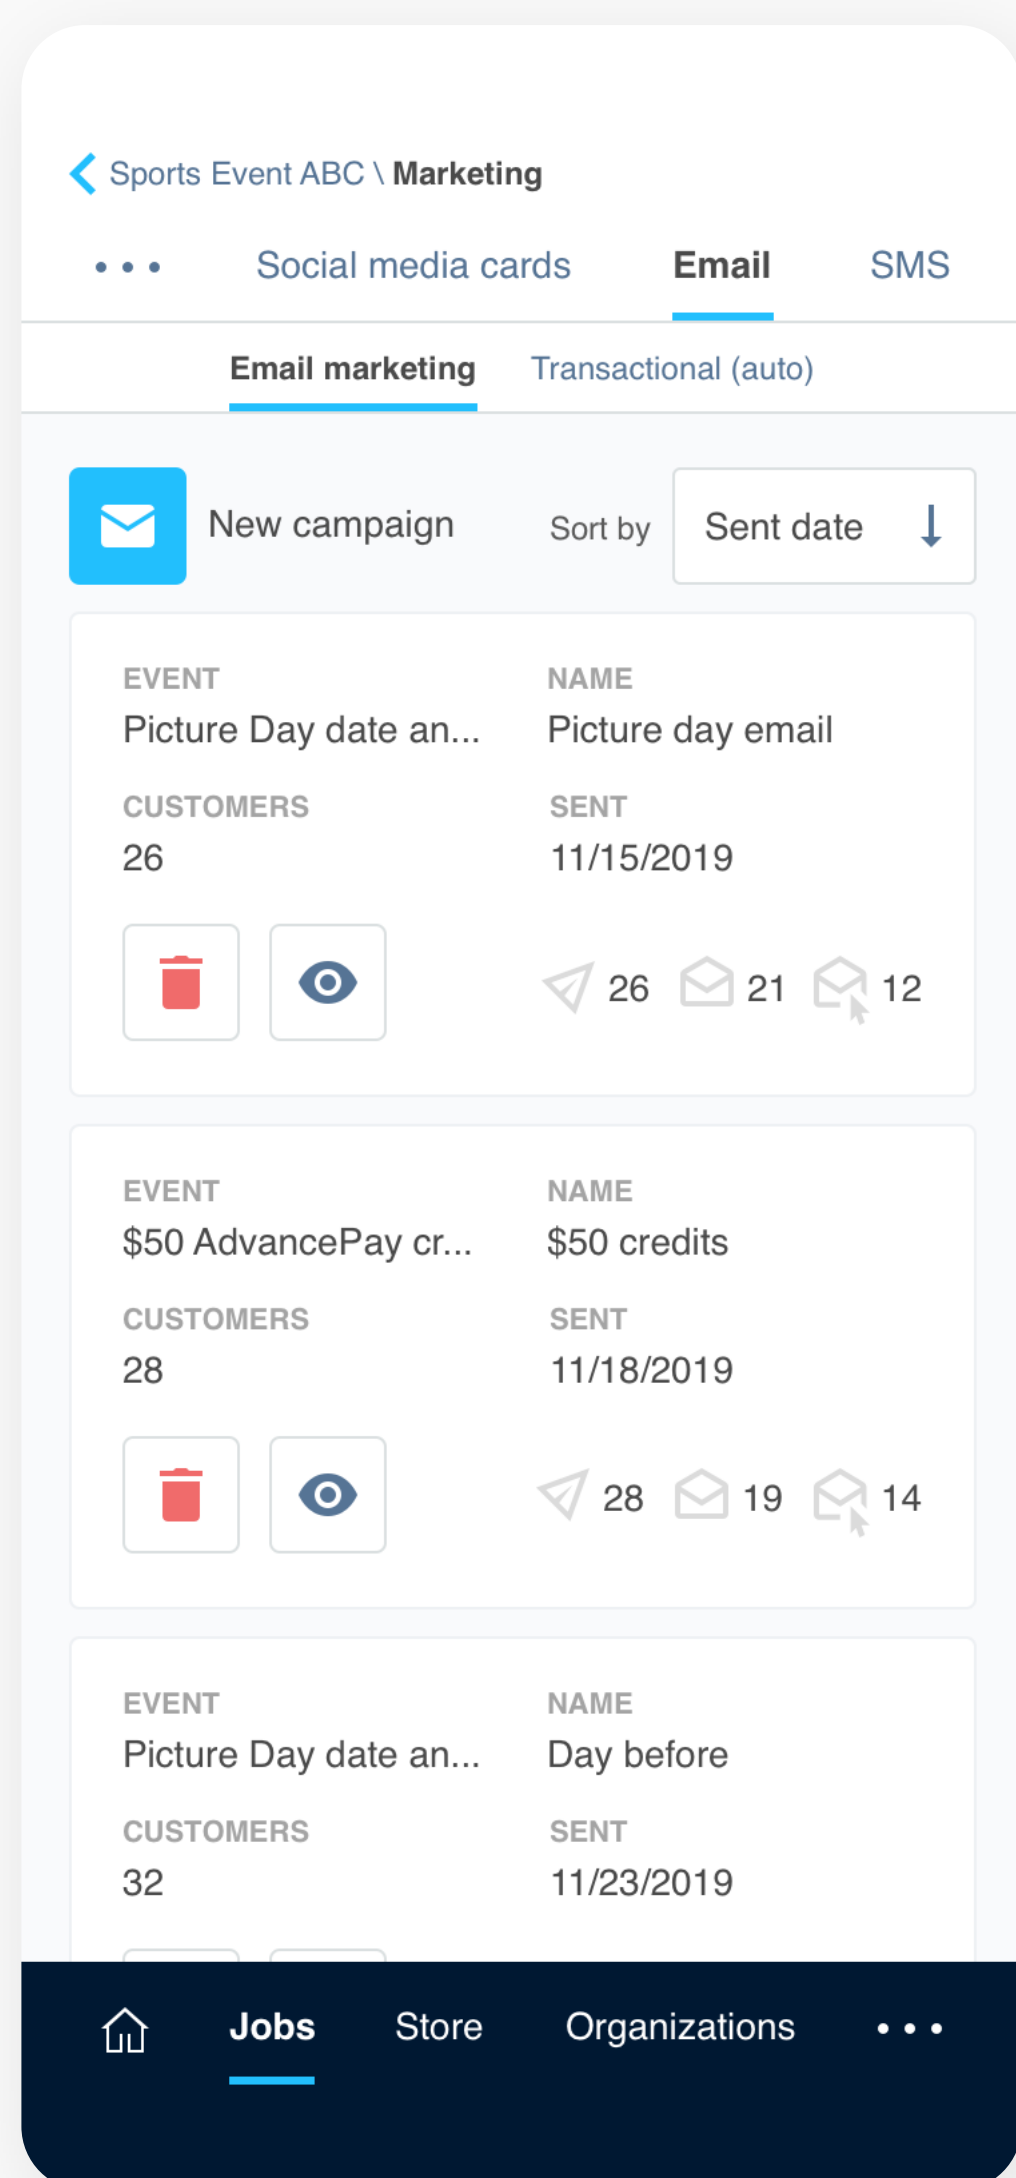 Sports Event ABC \ Marketing
... Social media cards Email SMS
Email marketing Transactional (auto)
New campaign Sort by Sent date
EVENT NAME
Picture Day date an... Picture day email
CUSTOMERS SENT
26 11/15/2019
26 21 12
EVENT NAME
$50 AdvancePay cr... $50 credits
CUSTOMERS SENT
28 11/18/2019
28 19 14
EVENT NAME
Picture Day date an... Day before
CUSTOMERS SENT
32 11/23/2019
Jobs Store Organizations ...